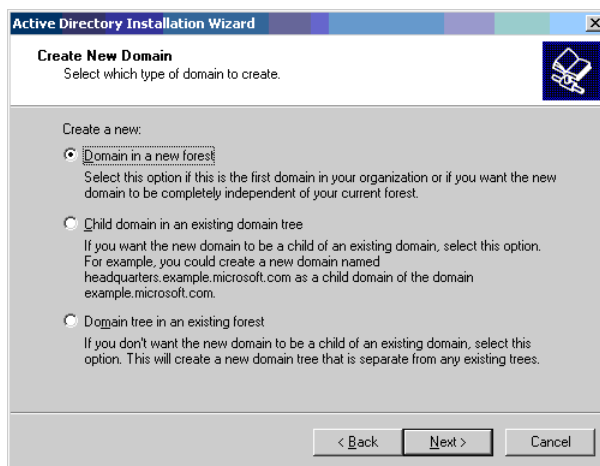 Active Directory Installation Wizard
Create New Domain
Select which type of domain to create.
Create a new:
Domain in a new forest
Select this option if this is the first domain in your organization or if you want the new
domain to be completely independent of your current forest.
Child domain in an existing domain tree
If you want the new domain to be a child of an existing domain, select this option.
For example, you could create a new domain named
headquarters.example.microsoft.com as a child domain of the domain
example.microsoft.com.
Domain tree in an existing forest
If you don't want the new domain to be a child of an existing domain, select this
option. This will create a new domain tree that is separate from any existing trees.
< Back
Next >
Cancel